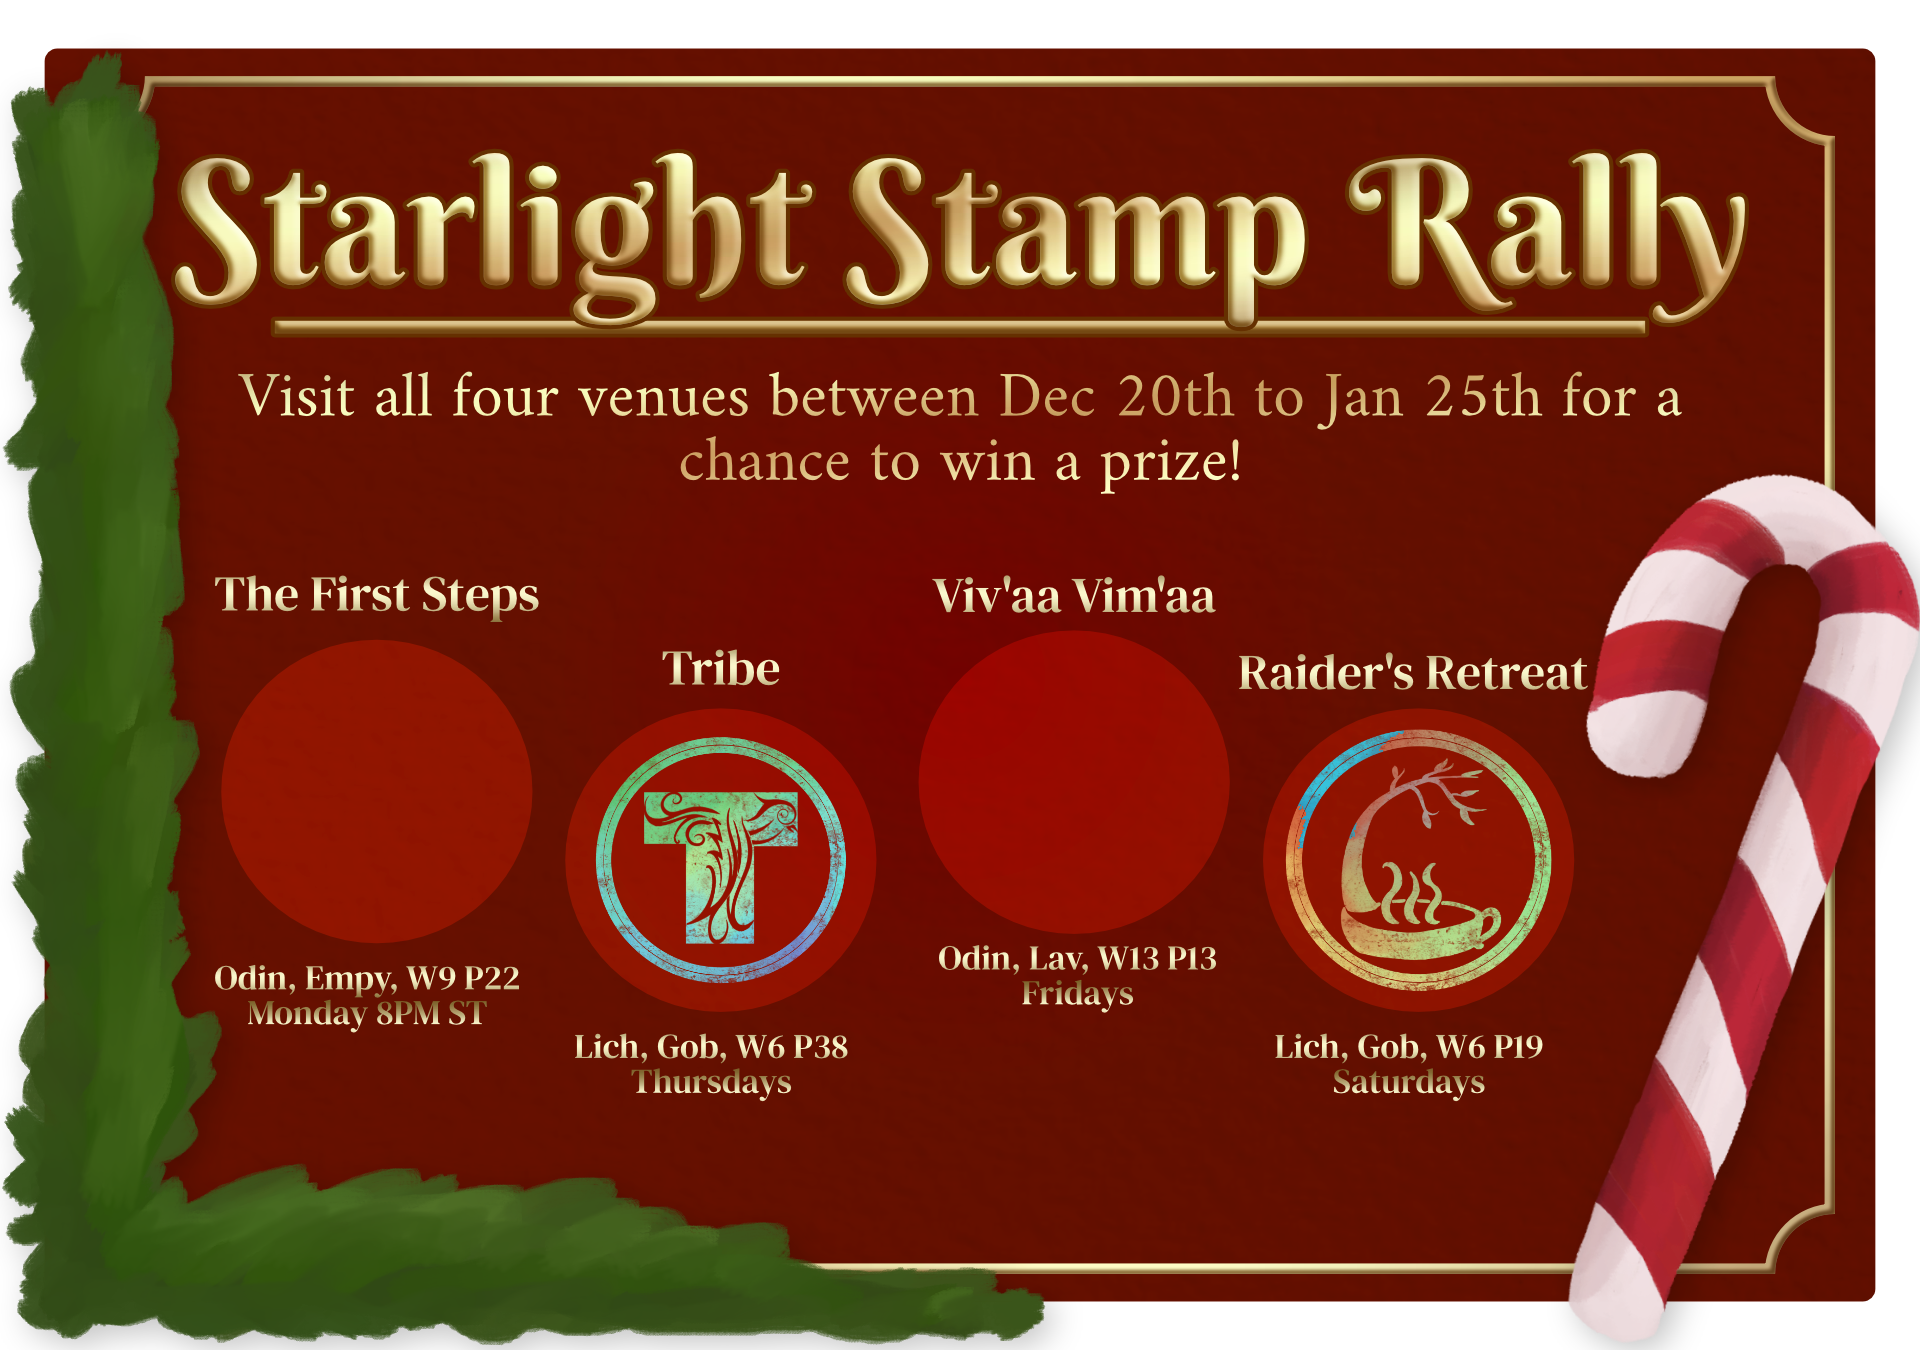 Starlight Stamp Rally
Visit all four venues between Dec 20th to Jan 25th for a
chance to win a prize!
The First Steps
Odin, Empy, W9 P22
Monday 8PM ST
Tribe
T
Lich, Gob, W6 P38
Thursdays
Viv'aa Vim'aa
Odin, Lav, W13 P13
Fridays
Raider's Retreat
Lich, Gob, W6 P19
Saturdays